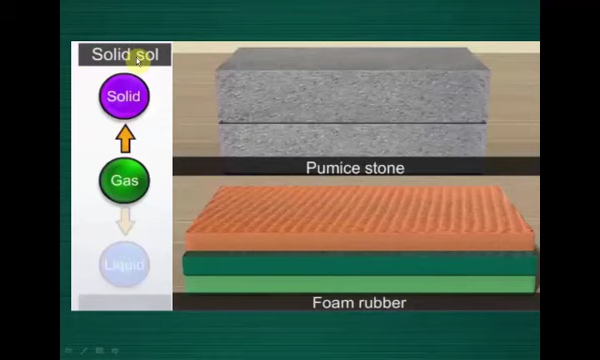 Solid sol
Solid
Gas
Liquid
Pumice stone
Foam rubber